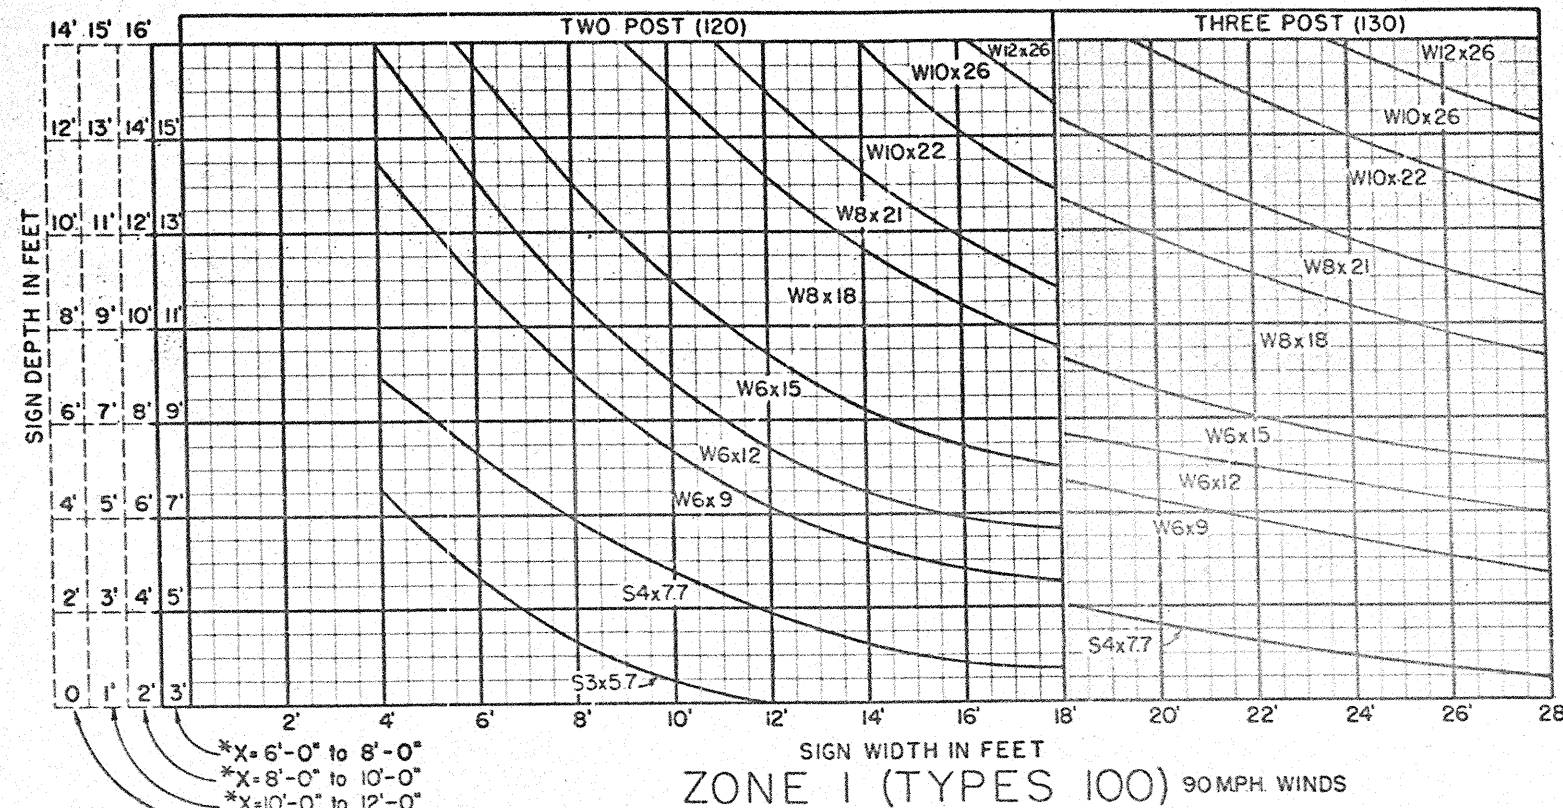 TWO POST (120)
THREE POST (130)
14' 15' 16'
W12x26
W12x26
W10x26
W10x26
12' 13' 14' 15'
W10x22
W10x22
SIGN DEPTH IN FEET
10' 11' 12' 13'
W8x21
W8x21
W8x18
8' 9' 10' 11'
W8x18
W6x15
6' 7' 8' 9'
W6x15
W6x12
W6x12
4' 5' 6' 7'
W6x9
W6x9
2' 3' 4' 5'
S4x7.7
S4x7.7
S3x5.7
0 1' 2' 3'
2' 4' 6' 8' 10' 12' 14' 16' 18' 20' 22' 24' 26' 28
*X=6'-0" to 8'-0"
SIGN WIDTH IN FEET
*X=8'-0" to 10'-0"
ZONE 1 (TYPES 100) 90 M.P.H. WINDS
*X=10'-0" to 12'-0"